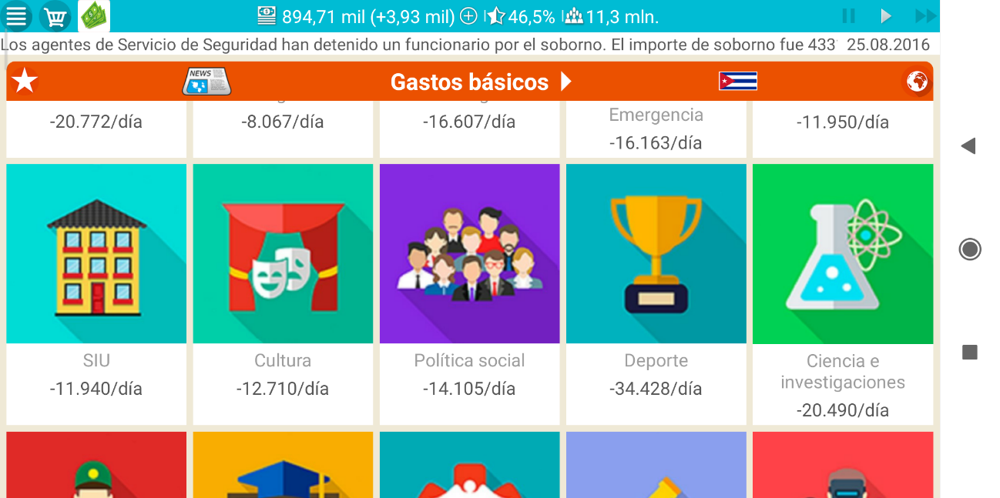 894,71 mil (+3,93 mil) 46,5% 11,3 mln.
Los agentes de Servicio de Seguridad han detenido un funcionario por el soborno. El importe de soborno fue 433 25.08.2016
NEWS
Gastos básicos
-20.772/día
-8.067/día
-16.607/día
Emergencia
-16.163/día
-11.950/día
SIU
-11.940/día
Cultura
-12.710/día
Política social
-14.105/día
Deporte
-34.428/día
Ciencia e
investigaciones
-20.490/día